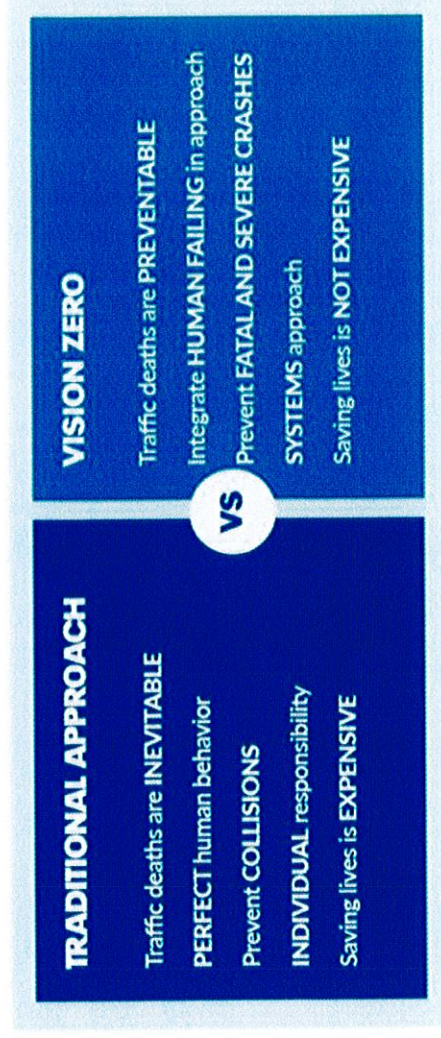 TRADITIONAL APPROACH
Traffic deaths are INEVITABLE
PERFECT human behavior
Prevent COLLISIONS
INDIVIDUAL responsibility
Saving lives is EXPENSIVE
VS
VISION ZERO
Traffic deaths are PREVENTABLE
Integrate HUMAN FAILING in approach
Prevent FATAL AND SEVERE CRASHES
SYSTEMS approach
Saving lives is NOT EXPENSIVE